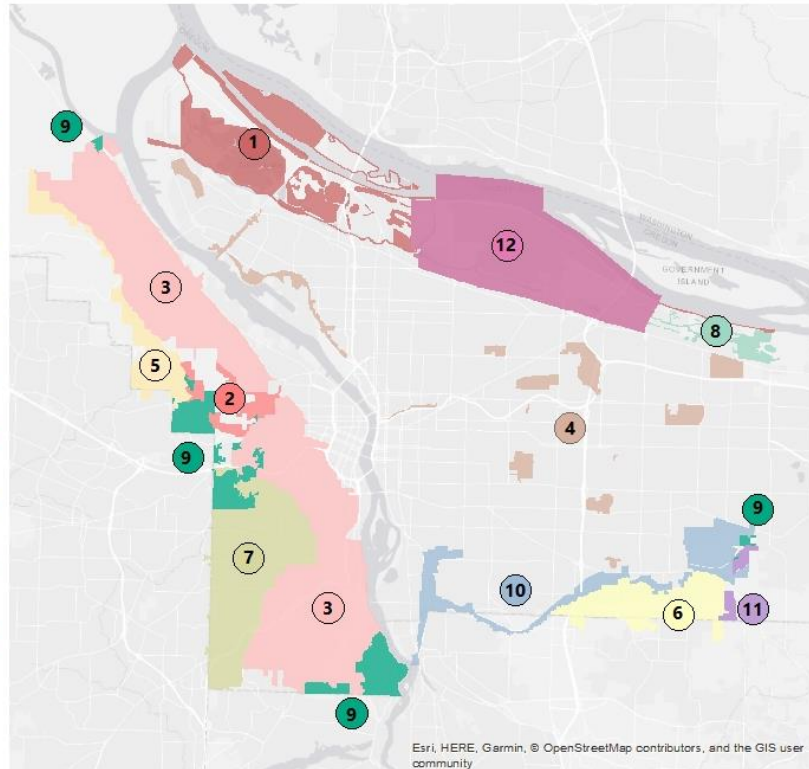 9
1
WASHINGTON
OREGON
12
GOVERNMENT
ISLAND
3
8
5
2
4
9
9
7
10
3
6
11
9
Esri, HERE, Garmin, © OpenStreetMap contributors, and the GIS user
community